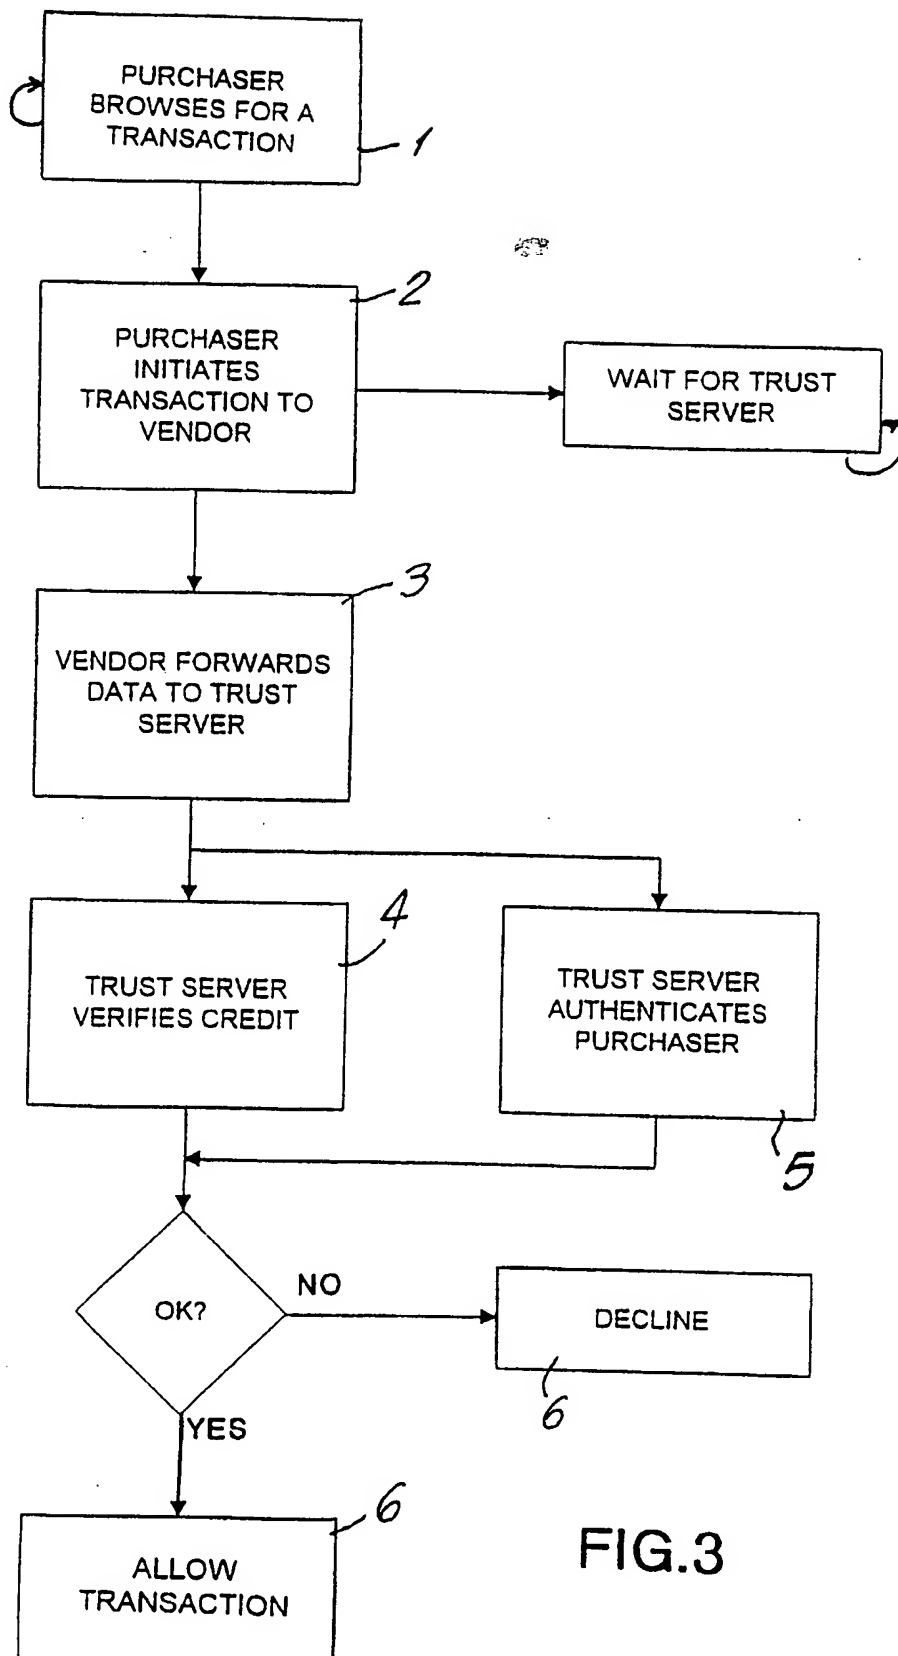 PURCHASER
BROWSES FOR A
TRANSACTION
1
2
PURCHASER
INITIATES
TRANSACTION TO
VENDOR
WAIT FOR TRUST
SERVER
3
VENDOR FORWARDS
DATA TO TRUST
SERVER
4
TRUST SERVER
VERIFIES CREDIT
TRUST SERVER
AUTHENTICATES
PURCHASER
5
OK?
NO
DECLINE
6
YES
6
ALLOW
TRANSACTION
FIG.3